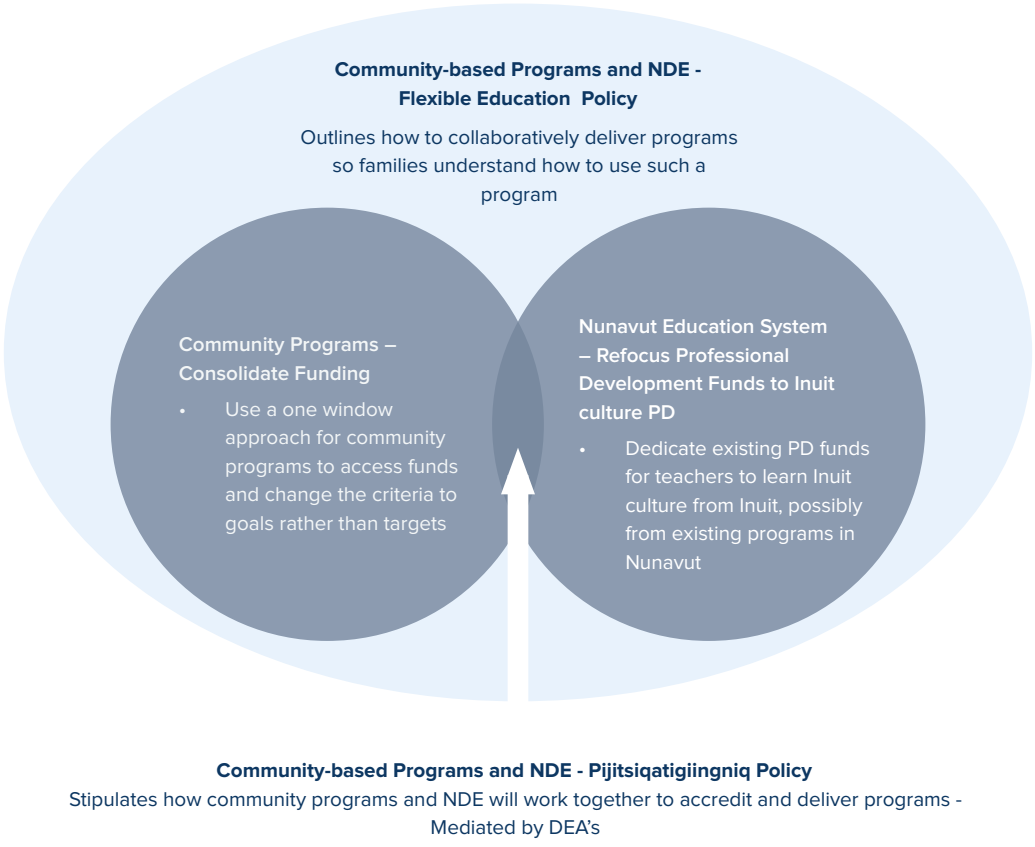 Community-based Programs and NDE -
Flexible Education Policy
Outlines how to collaboratively deliver programs
so families understand how to use such a
program
Community Programs –
Consolidate Funding
• Use a one window
approach for community
programs to access funds
and change the criteria to
goals rather than targets
Nunavut Education System
– Refocus Professional
Development Funds to Inuit
culture PD
• Dedicate existing PD funds
for teachers to learn Inuit
culture from Inuit, possibly
from existing programs in
Nunavut
Community-based Programs and NDE - Pijitsiqatigiingniq Policy
Stipulates how community programs and NDE will work together to accredit and deliver programs -
Mediated by DEA’s